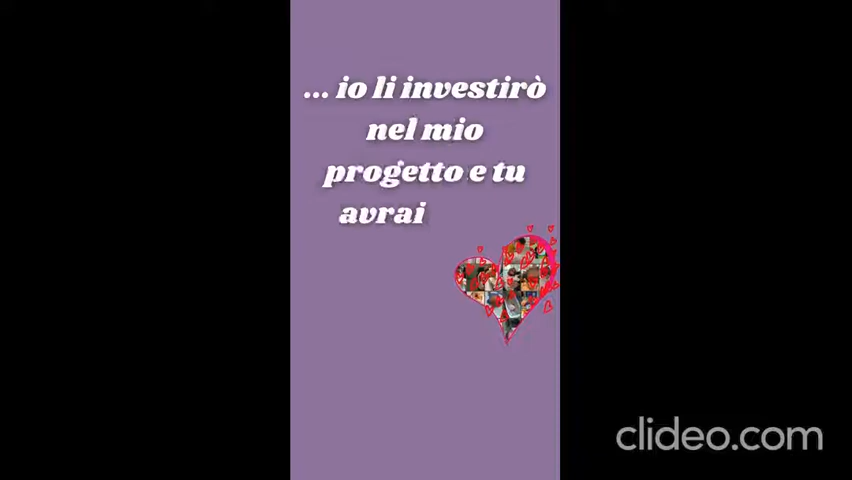 ... io li investirò
nel mio
progetto e tu
avrai
clideo.com